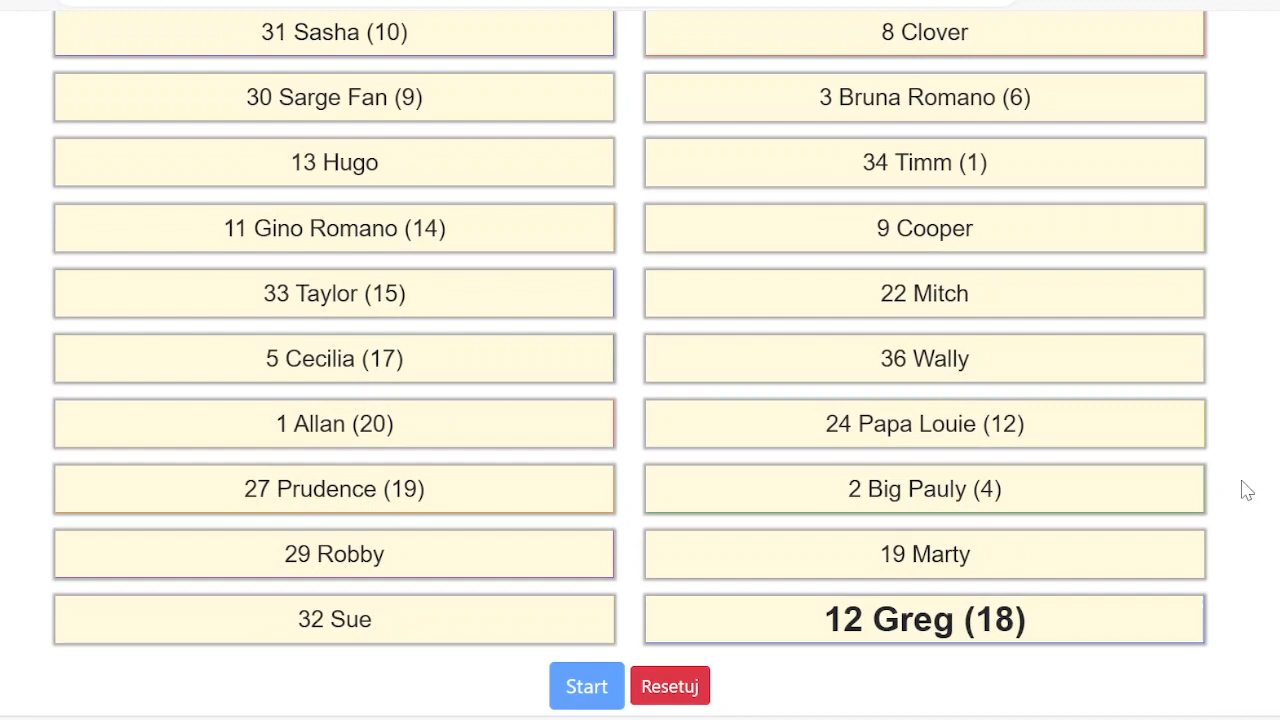 31 Sasha (10)
8 Clover
30 Sarge Fan (9)
3 Bruna Romano (6)
13 Hugo
34 Timm (1)
11 Gino Romano (14)
9 Cooper
33 Taylor (15)
22 Mitch
5 Cecilia (17)
36 Wally
1 Allan (20)
24 Papa Louie (12)
27 Prudence (19)
2 Big Pauly (4)
29 Robby
19 Marty
32 Sue
12 Greg (18)
Start
Resetuj